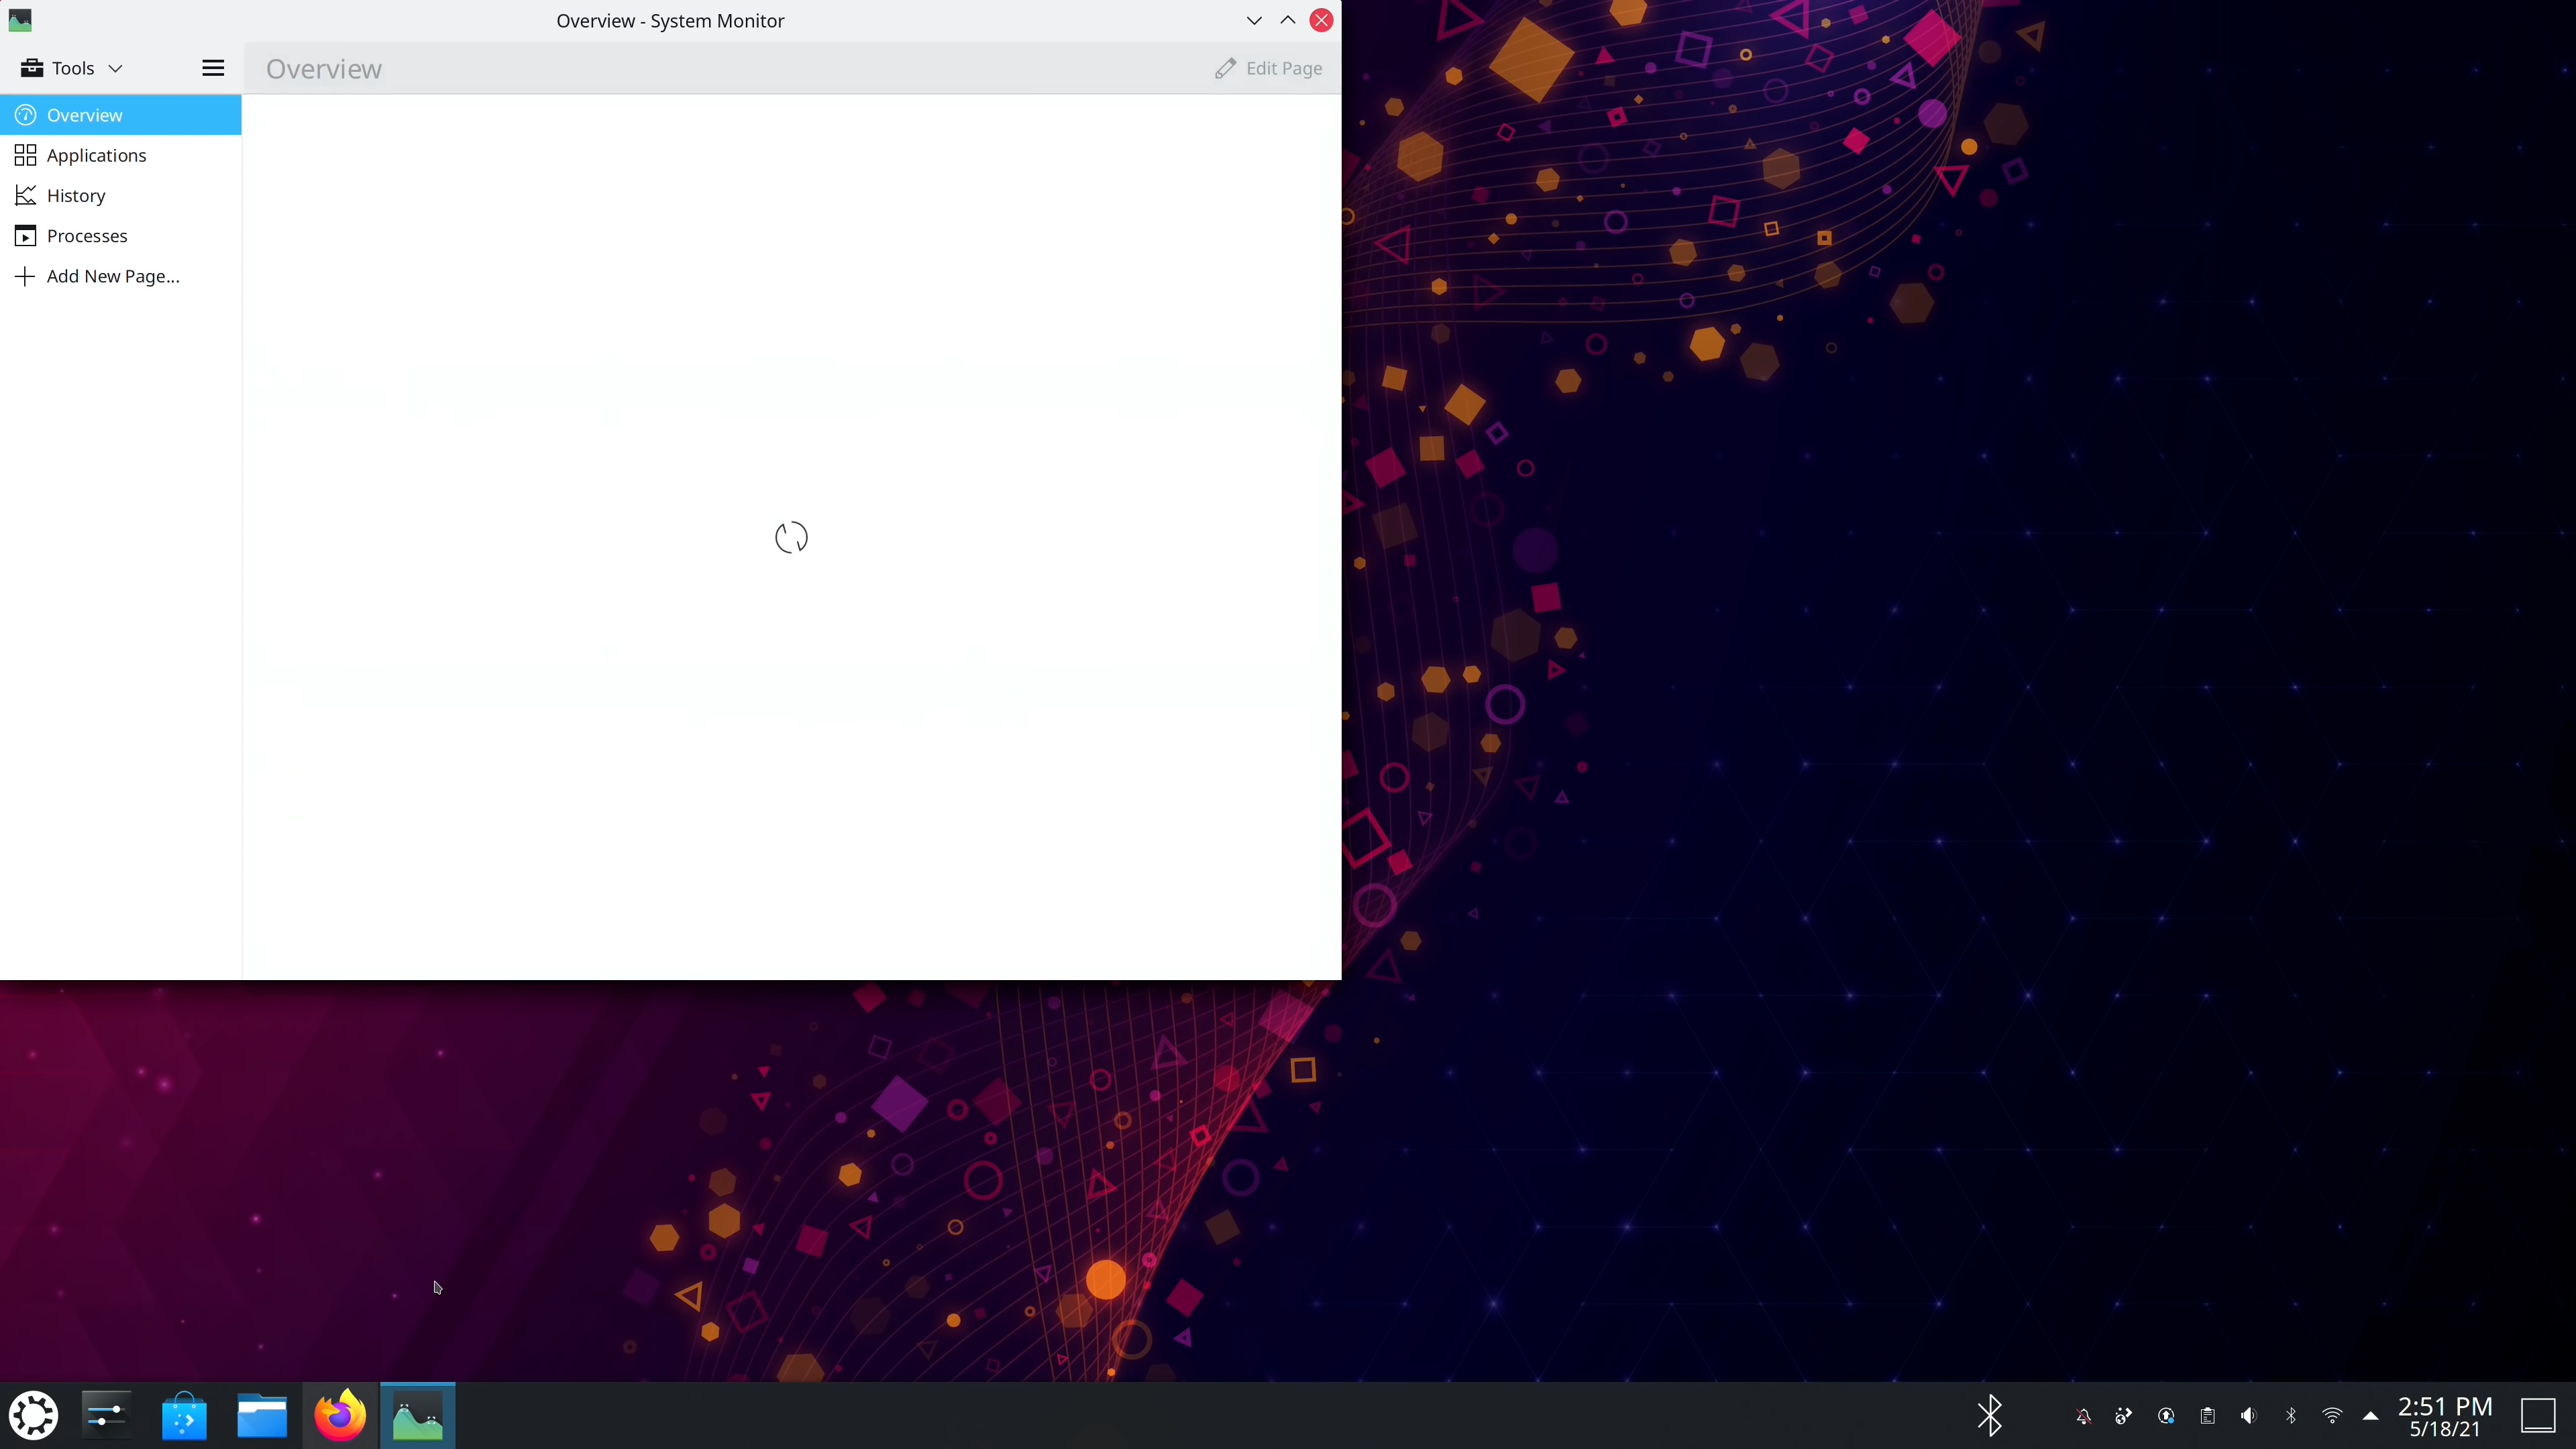 Overview - System Monitor
Tools
Overview
Edit Page
Overview
Applications
History
Processes
Add New Page...
2:51 PM
5/18/21